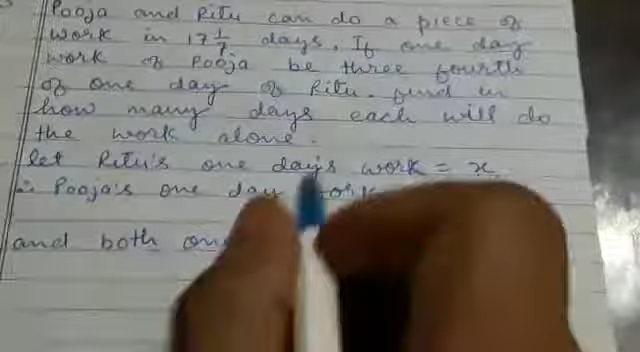 Pooja and Ritu can do a piece of
work in 17 1/7 days. If one day
work of Pooja be three fourth
of one day of Ritu. find in
how many days each will do
the work alone.
let Ritu's one day's work = x
∴ Pooja's one day
and both one